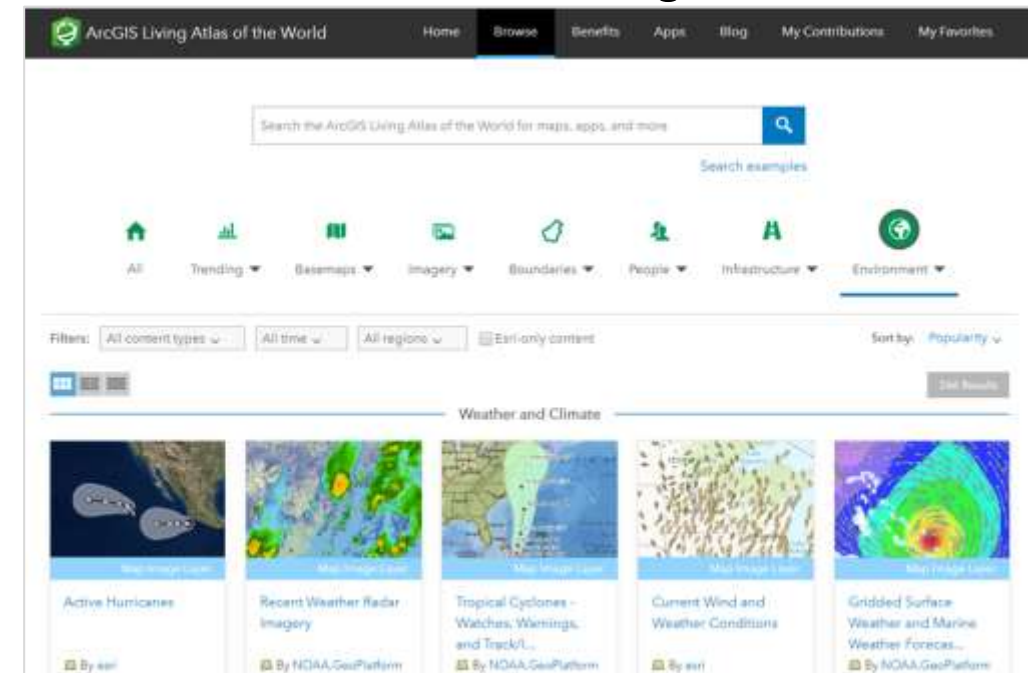 ArcGIS Living Atlas of the World Home Browse Benefits Apps Blog My Contributions My Favorites
Search the ArcGIS Living Atlas of the World for maps, apps, and more
Search examples
All Trending Basemaps Imagery Boundaries People Infrastructure Environment
Filters: All content types All time All regions Esri-only content Sort by: Popularity
Results
Weather and Climate
Map Image Layer Map Image Layer Map Image Layer Map Image Layer Map Image Layer
Active Hurricanes
Recent Weather Radar
Imagery
Tropical Cyclones -
Watches, Warnings,
and Track/I...
Current Wind and
Weather Conditions
Gridded Surface
Weather and Marine
Weather Forecas...
By esri By NOAA.GeoPlatform By NOAA.GeoPlatform By esri By NOAA.GeoPlatform